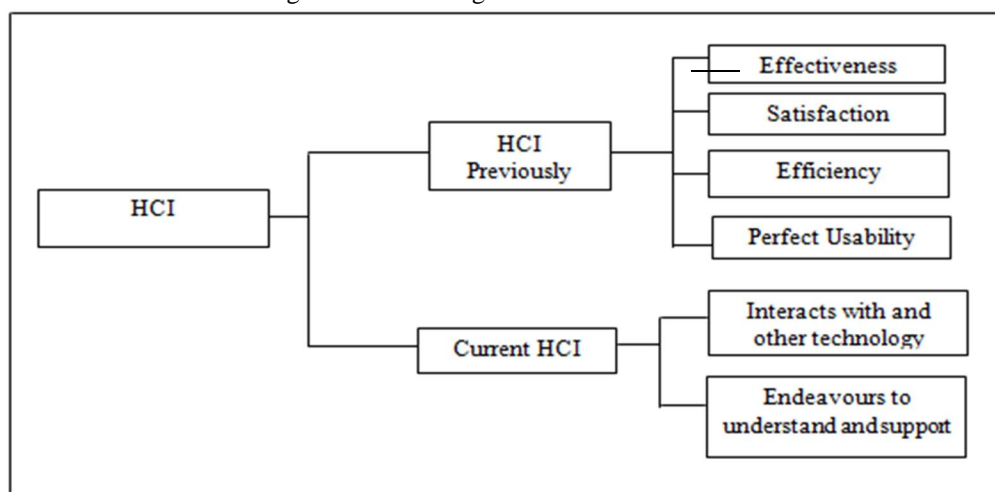 Effectiveness
Satisfaction
HCI
Previously
Efficiency
HCI
Perfect Usability
Interacts with and
other technology
Current HCI
Endeavours to
understand and support